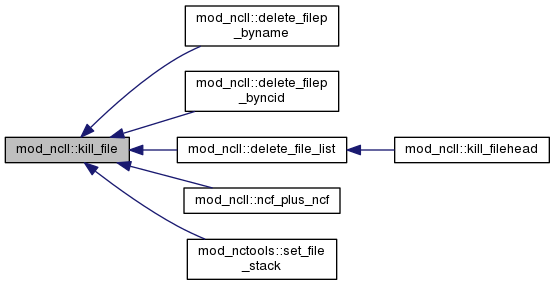 mod_ncll::delete_filep
_byname
mod_ncll::delete_filep
_byncid
mod_ncll::kill_file
mod_ncll::delete_file_list
mod_ncll::kill_filehead
mod_ncll::ncf_plus_ncf
mod_nctools::set_file
_stack